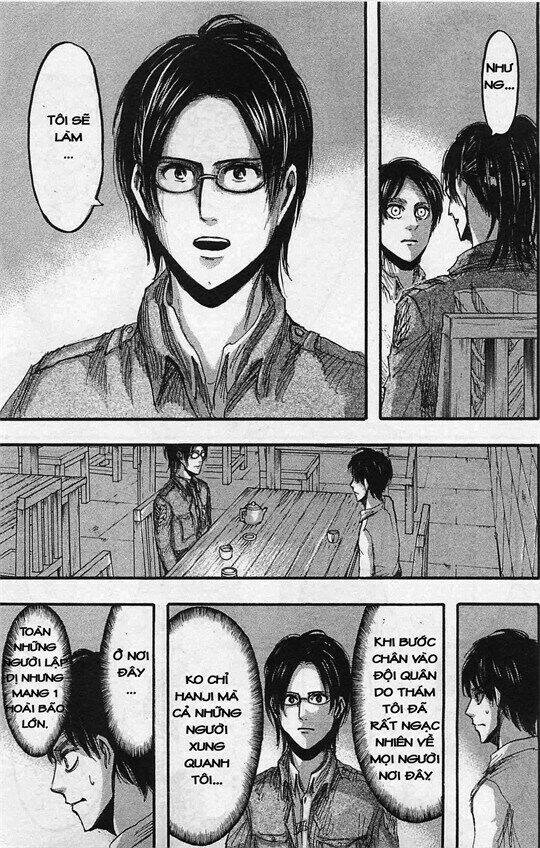 NHƯ
NG...
TÔI SẼ
LÀM
...
KHI BƯỚC
CHÂN VÀO
ĐỘI QUÂN
DO THÁM
TÔI ĐÃ
RẤT NGẠC
NHIÊN VỀ
MỌI NGƯỜI
NƠI ĐÂY
KO CHỈ
HANJI MÀ
CẢ NHỮNG
NGƯỜI
XUNG
QUANH
TÔI...
Ở NƠI
ĐÂY
...
TOÀN
NHỮNG
NGƯỜI LẬP
DỊ NHƯNG
MANG 1
HOÀI BÃO
LỚN.